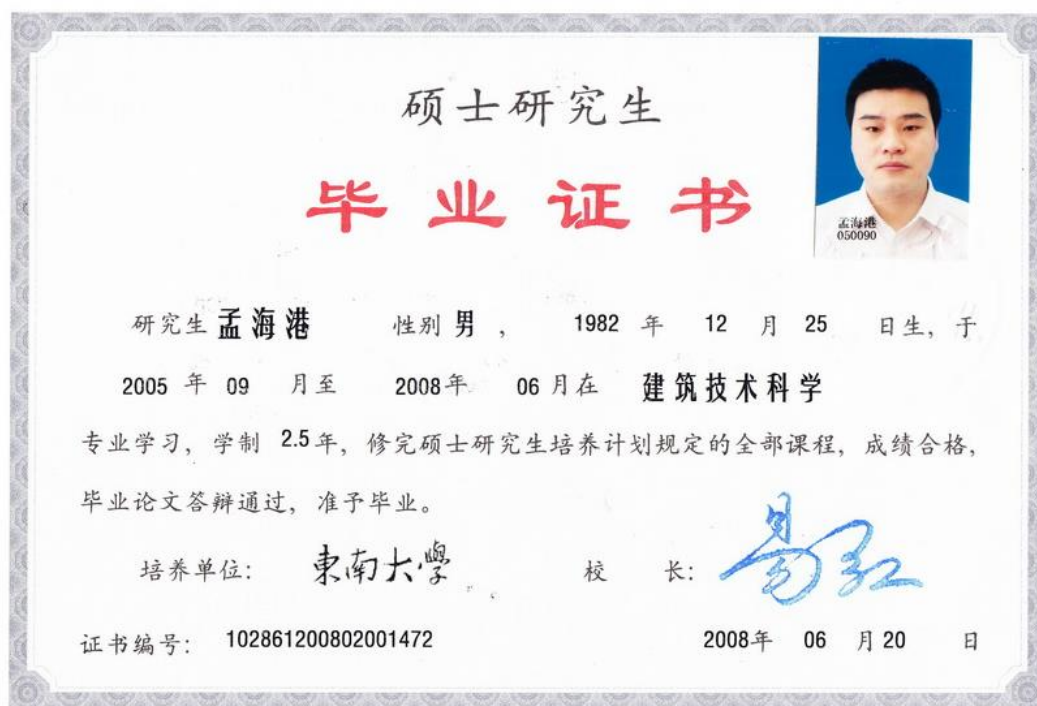 硕士研究生
毕业证书
孟海港
050090
研究生 孟海港 性别 男 , 1982 年 12 月 25 日生, 于
2005 年 09 月至 2008年 06 月在 建筑技术科学
专业学习, 学制 2.5 年, 修完硕士研究生培养计划规定的全部课程, 成绩合格,
毕业论文答辩通过, 准予毕业。
培养单位: 東南大學 校 长: 易红
证书编号: 102861200802001472 2008年 06 月 20 日